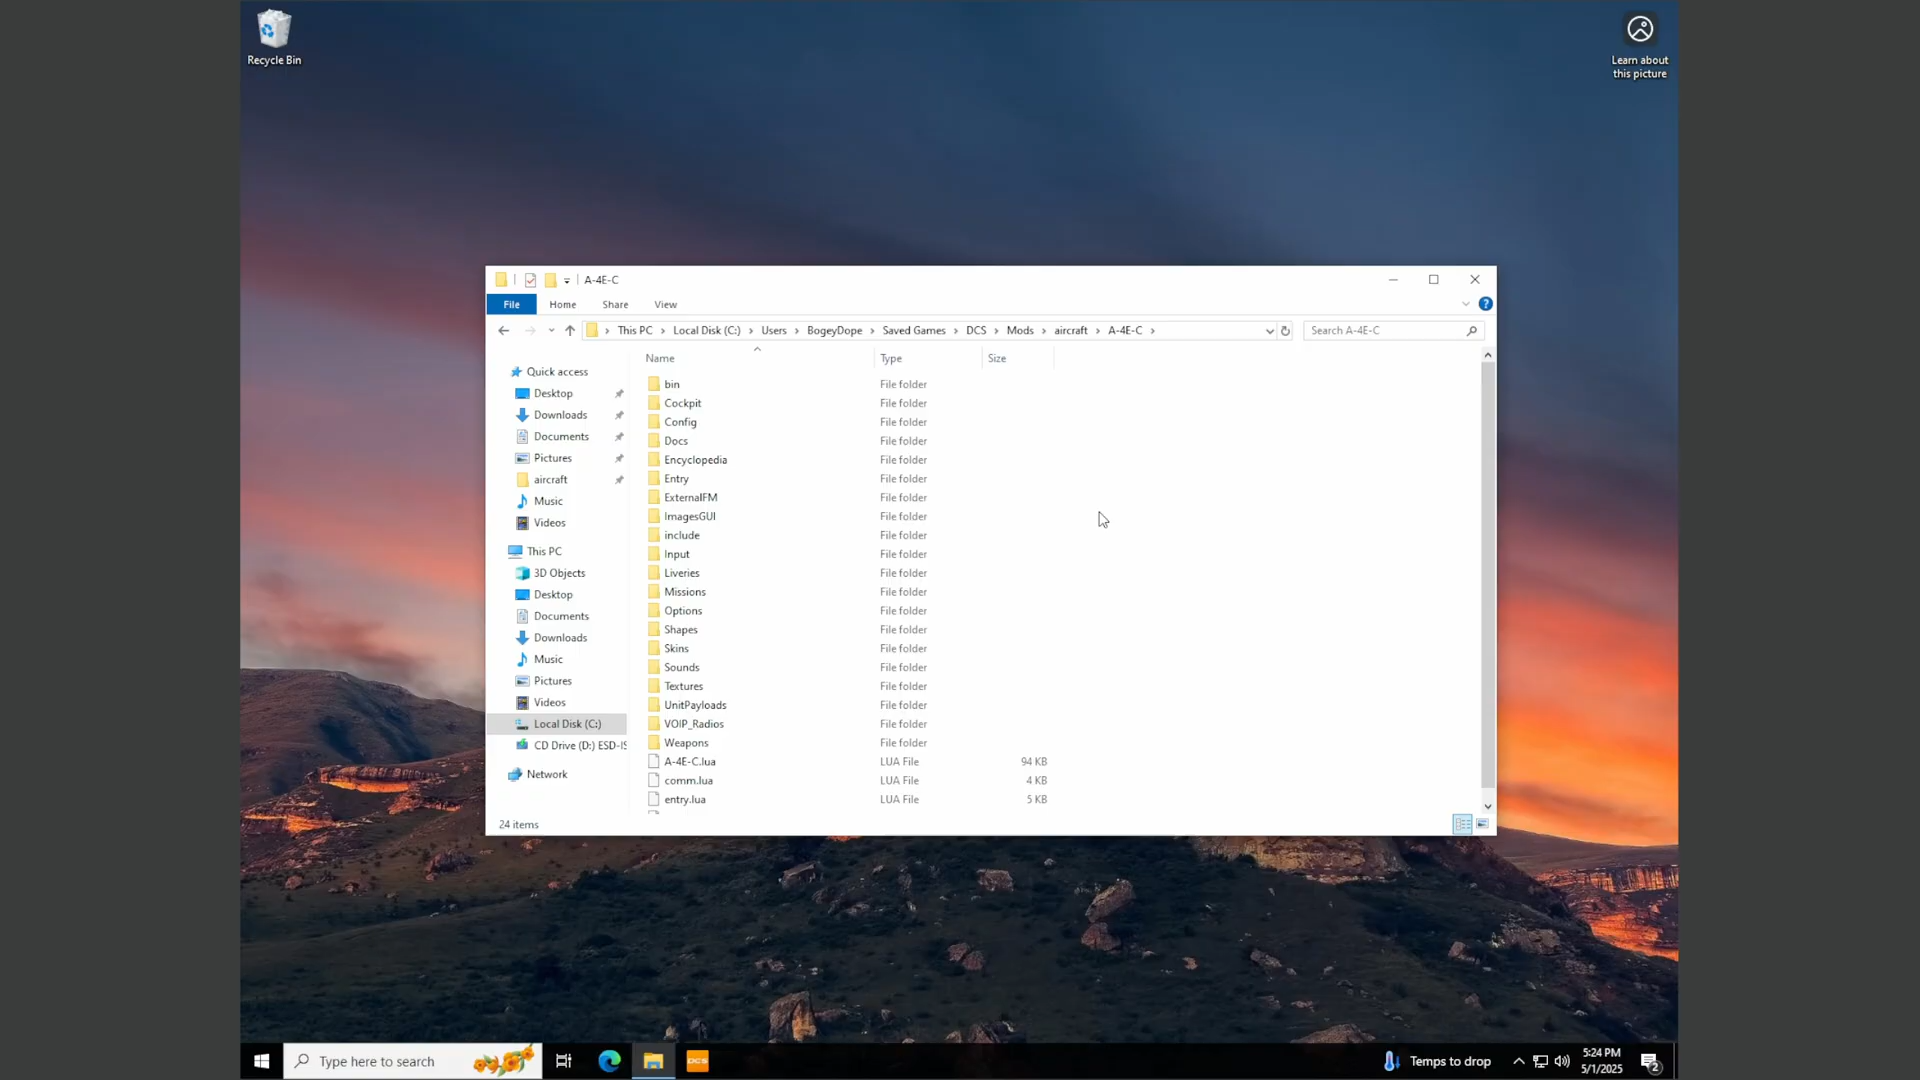 Recycle Bin
Learn about
this picture
A-4E-C
File Home Share View
This PC Local Disk (C:) Users BogeyDope Saved Games DCS Mods aircraft A-4E-C
Search A-4E-C
Name Type Size
Quick access
Desktop
Downloads
Documents
Pictures
aircraft
Music
Videos
This PC
3D Objects
Desktop
Documents
Downloads
Music
Pictures
Videos
Local Disk (C:)
CD Drive (D:) ESD-IS
Network
bin File folder
Cockpit File folder
Config File folder
Docs File folder
Encyclopedia File folder
Entry File folder
ExternalFM File folder
ImagesGUI File folder
include File folder
Input File folder
Liveries File folder
Missions File folder
Options File folder
Shapes File folder
Skins File folder
Sounds File folder
Textures File folder
UnitPayloads File folder
VOIP_Radios File folder
Weapons File folder
A-4E-C.lua LUA File 94 KB
comm.lua LUA File 4 KB
entry.lua LUA File 5 KB
24 items
Type here to search
DCS
Temps to drop
5:24 PM
5/1/2025
2